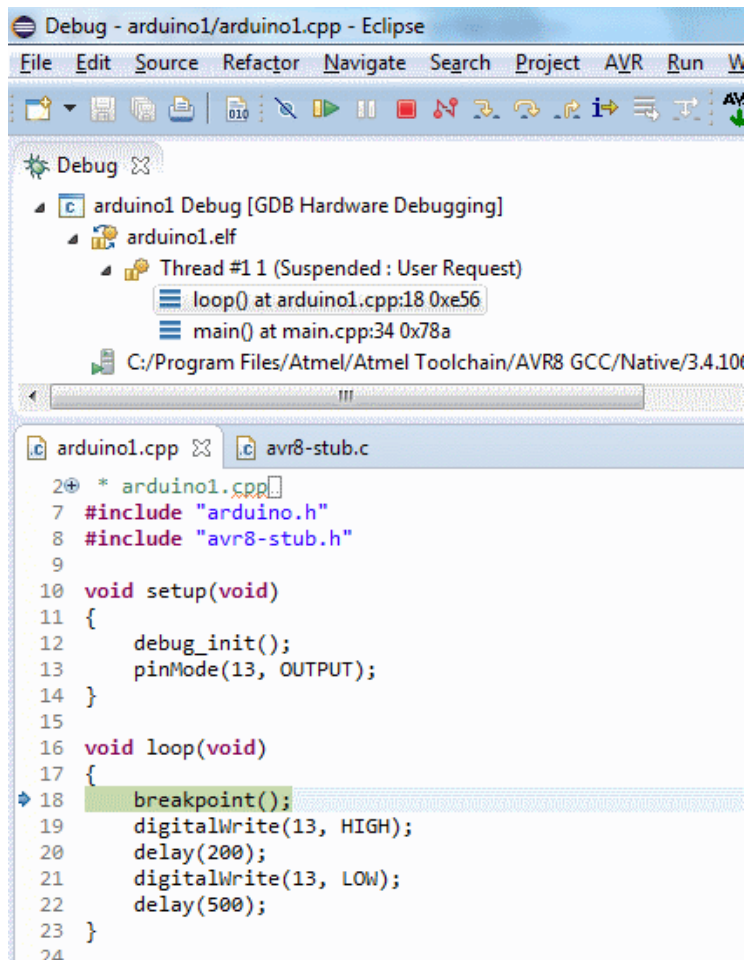 Debug - arduino1/arduino1.cpp - Eclipse
File Edit Source Refactor Navigate Search Project AVR Run W
010 i AV
Debug
c arduino1 Debug [GDB Hardware Debugging]
arduino1.elf
Thread #1 1 (Suspended : User Request)
loop() at arduino1.cpp:18 0xe56
main() at main.cpp:34 0x78a
C:/Program Files/Atmel/Atmel Toolchain/AVR8 GCC/Native/3.4.106
.c arduino1.cpp .c avr8-stub.c
2 * arduino1.cpp
7 #include "arduino.h"
8 #include "avr8-stub.h"
9
10 void setup(void)
11 {
12 debug_init();
13 pinMode(13, OUTPUT);
14 }
15
16 void loop(void)
17 {
18 breakpoint();
19 digitalWrite(13, HIGH);
20 delay(200);
21 digitalWrite(13, LOW);
22 delay(500);
23 }
24